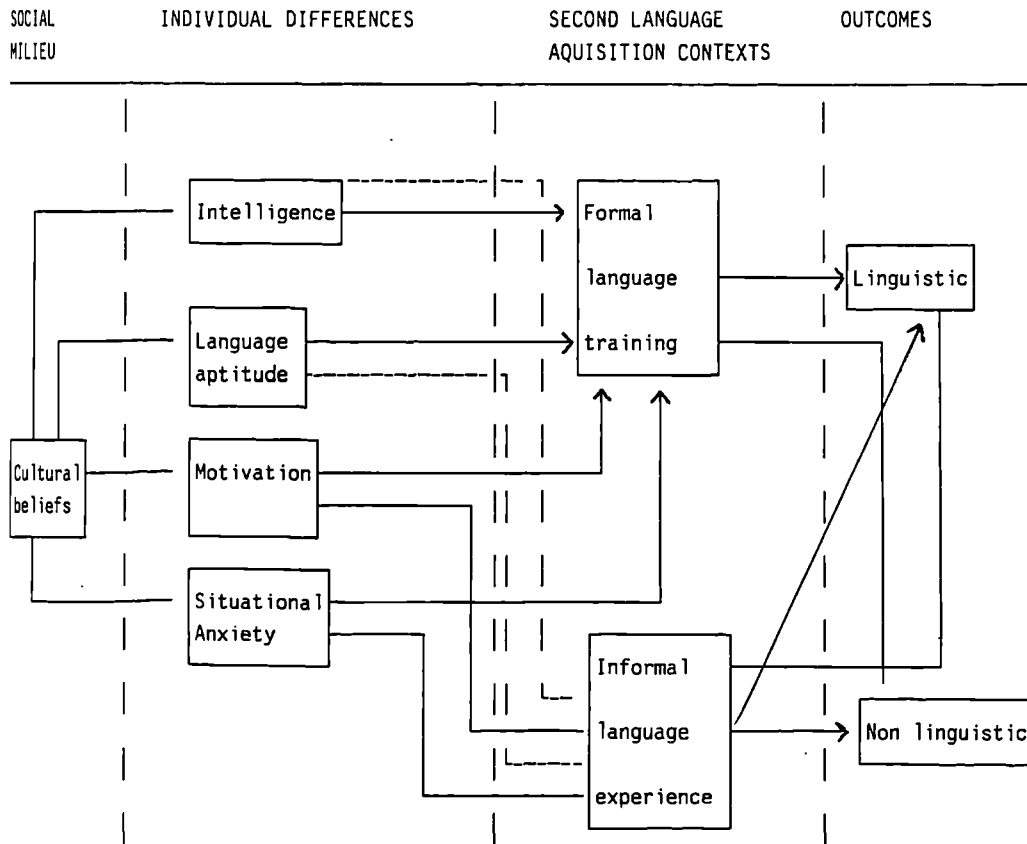 SOCIAL
MILIEU
INDIVIDUAL DIFFERENCES
SECOND LANGUAGE
AQUISITION CONTEXTS
OUTCOMES
Intelligence
Language
aptitude
Cultural
beliefs
Motivation
Situational
Anxiety
Formal
language
training
Informal
language
experience
Linguistic
Non linguistic